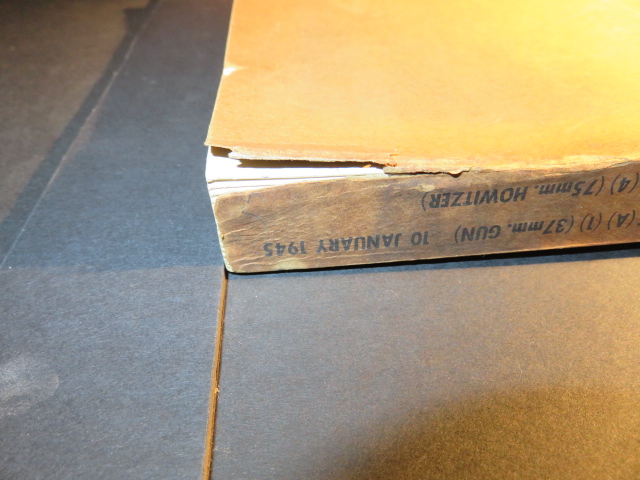 (A) (1) (37mm. GUN) 10 JANUARY 1945
(4) (75mm. HOWITZER)